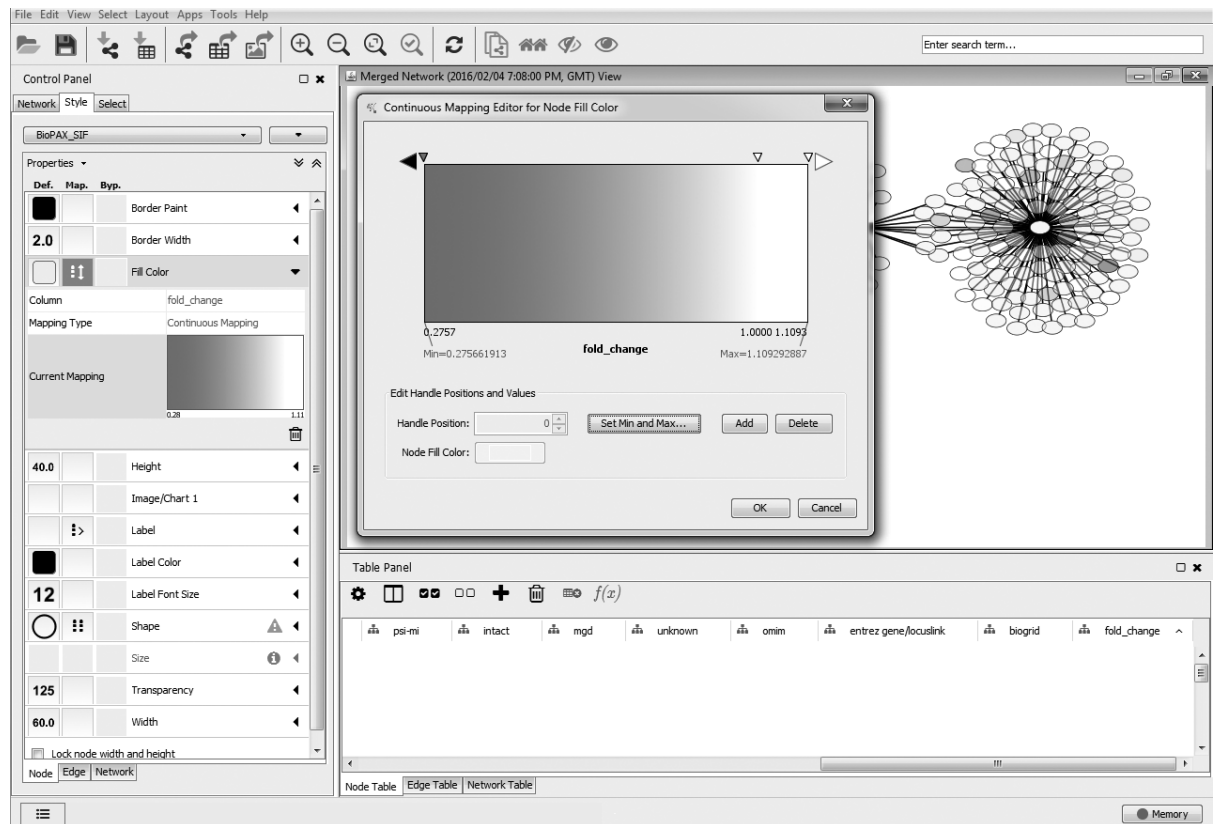 File Edit View Select Layout Apps Tools Help
Enter search term...
Control Panel
Network Style Select
BioPAX_SIF
Properties
Def. Map. Byp.
Border Paint
2.0 Border Width
Fill Color
Column fold_change
Mapping Type Continuous Mapping
Current Mapping
0.28 1.11
40.0 Height
Image/Chart 1
Label
Label Color
12 Label Font Size
Shape
Size
125 Transparency
60.0 Width
Lock node width and height
Node Edge Network
Merged Network (2016/02/04 7:08:00 PM, GMT) View
Continuous Mapping Editor for Node Fill Color
0.2757 1.0000 1.1093
Min=0.275661913 fold_change Max=1.109292887
Edit Handle Positions and Values
Handle Position: 0 Set Min and Max... Add Delete
Node Fill Color:
OK Cancel
Table Panel
f(x)
psi-mi intact mgd unknown omim entrez gene/locuslink biogrid fold_change
Node Table Edge Table Network Table
Memory